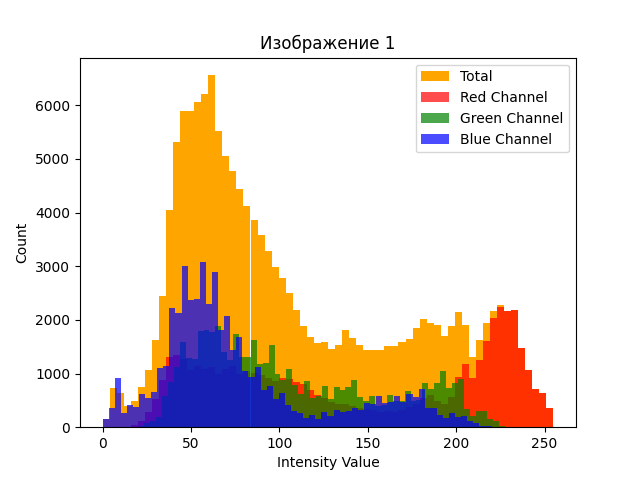 Изображение 1
Total
Red Channel
Green Channel
Blue Channel
6000
5000
4000
3000
2000
1000
0
Count
0 50 100 150 200 250
Intensity Value